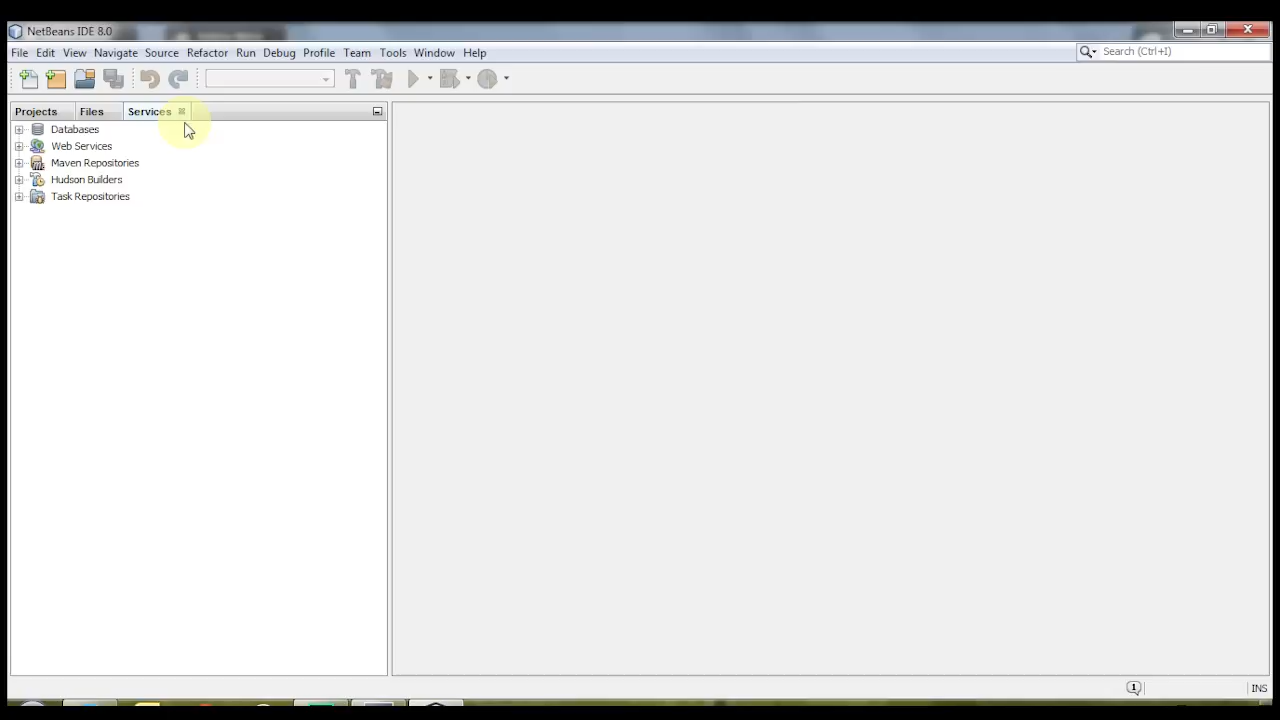 NetBeans IDE 8.0
File Edit View Navigate Source Refactor Run Debug Profile Team Tools Window Help
Search (Ctrl+I)
Projects Files Services
Databases
Web Services
Maven Repositories
Hudson Builders
Task Repositories
1 INS